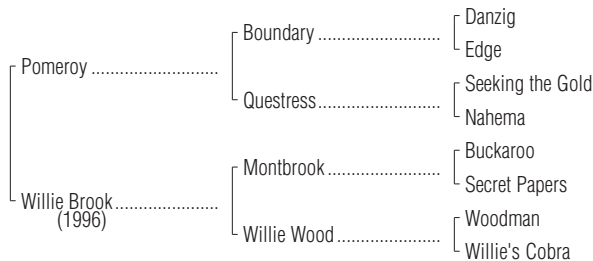 Danzig
Boundary ........................
Edge
Pomeroy .........................
Seeking the Gold
Questress........................
Nahema
Buckaroo
Montbrook ......................
Secret Papers
Willie Brook.....................
(1996)
Woodman
Willie Wood ....................
Willie's Cobra